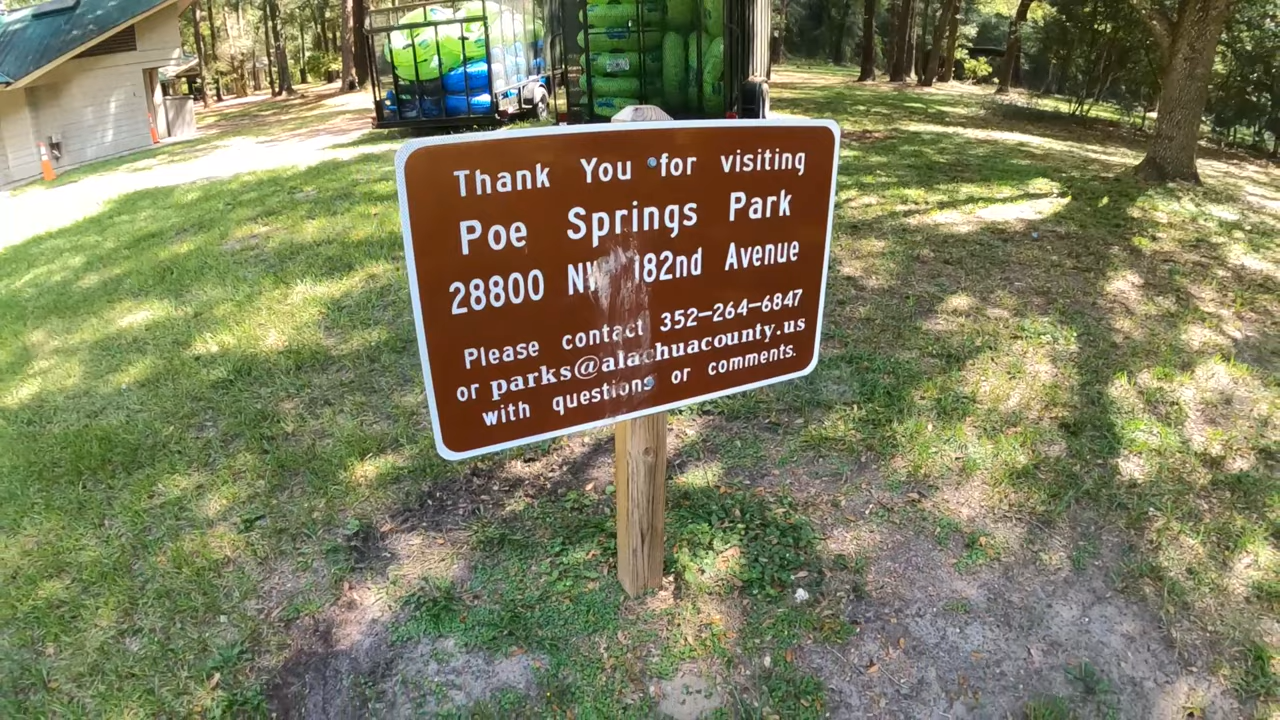 Thank You for visiting
Poe Springs Park
28800 NW 182nd Avenue
Please contact 352-264-6847
or parks@alachuacounty.us
with questions or comments.